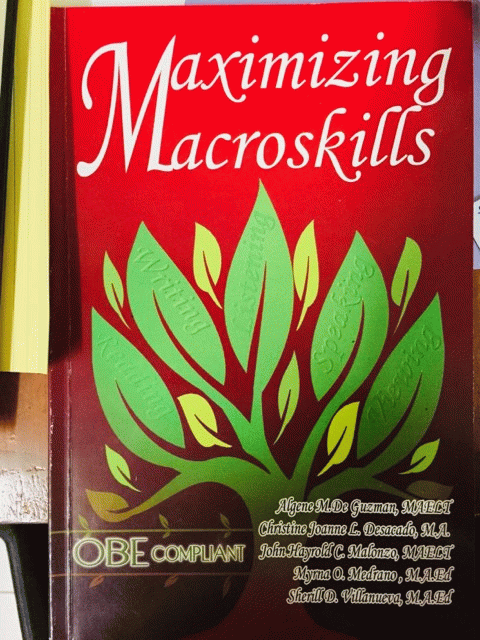 Maximizing
Macroskills
Reading
Writing
Listening
Speaking
Viewing
Algene M.De Guzman, MAELT
Christine Joanne L. Desacado, M.A.
John Hayrold C. Malonzo, MAELT
Myrna O. Medrano , M.A.Ed
Sherill D. Villanueva, M.A.Ed
OBE COMPLIANT